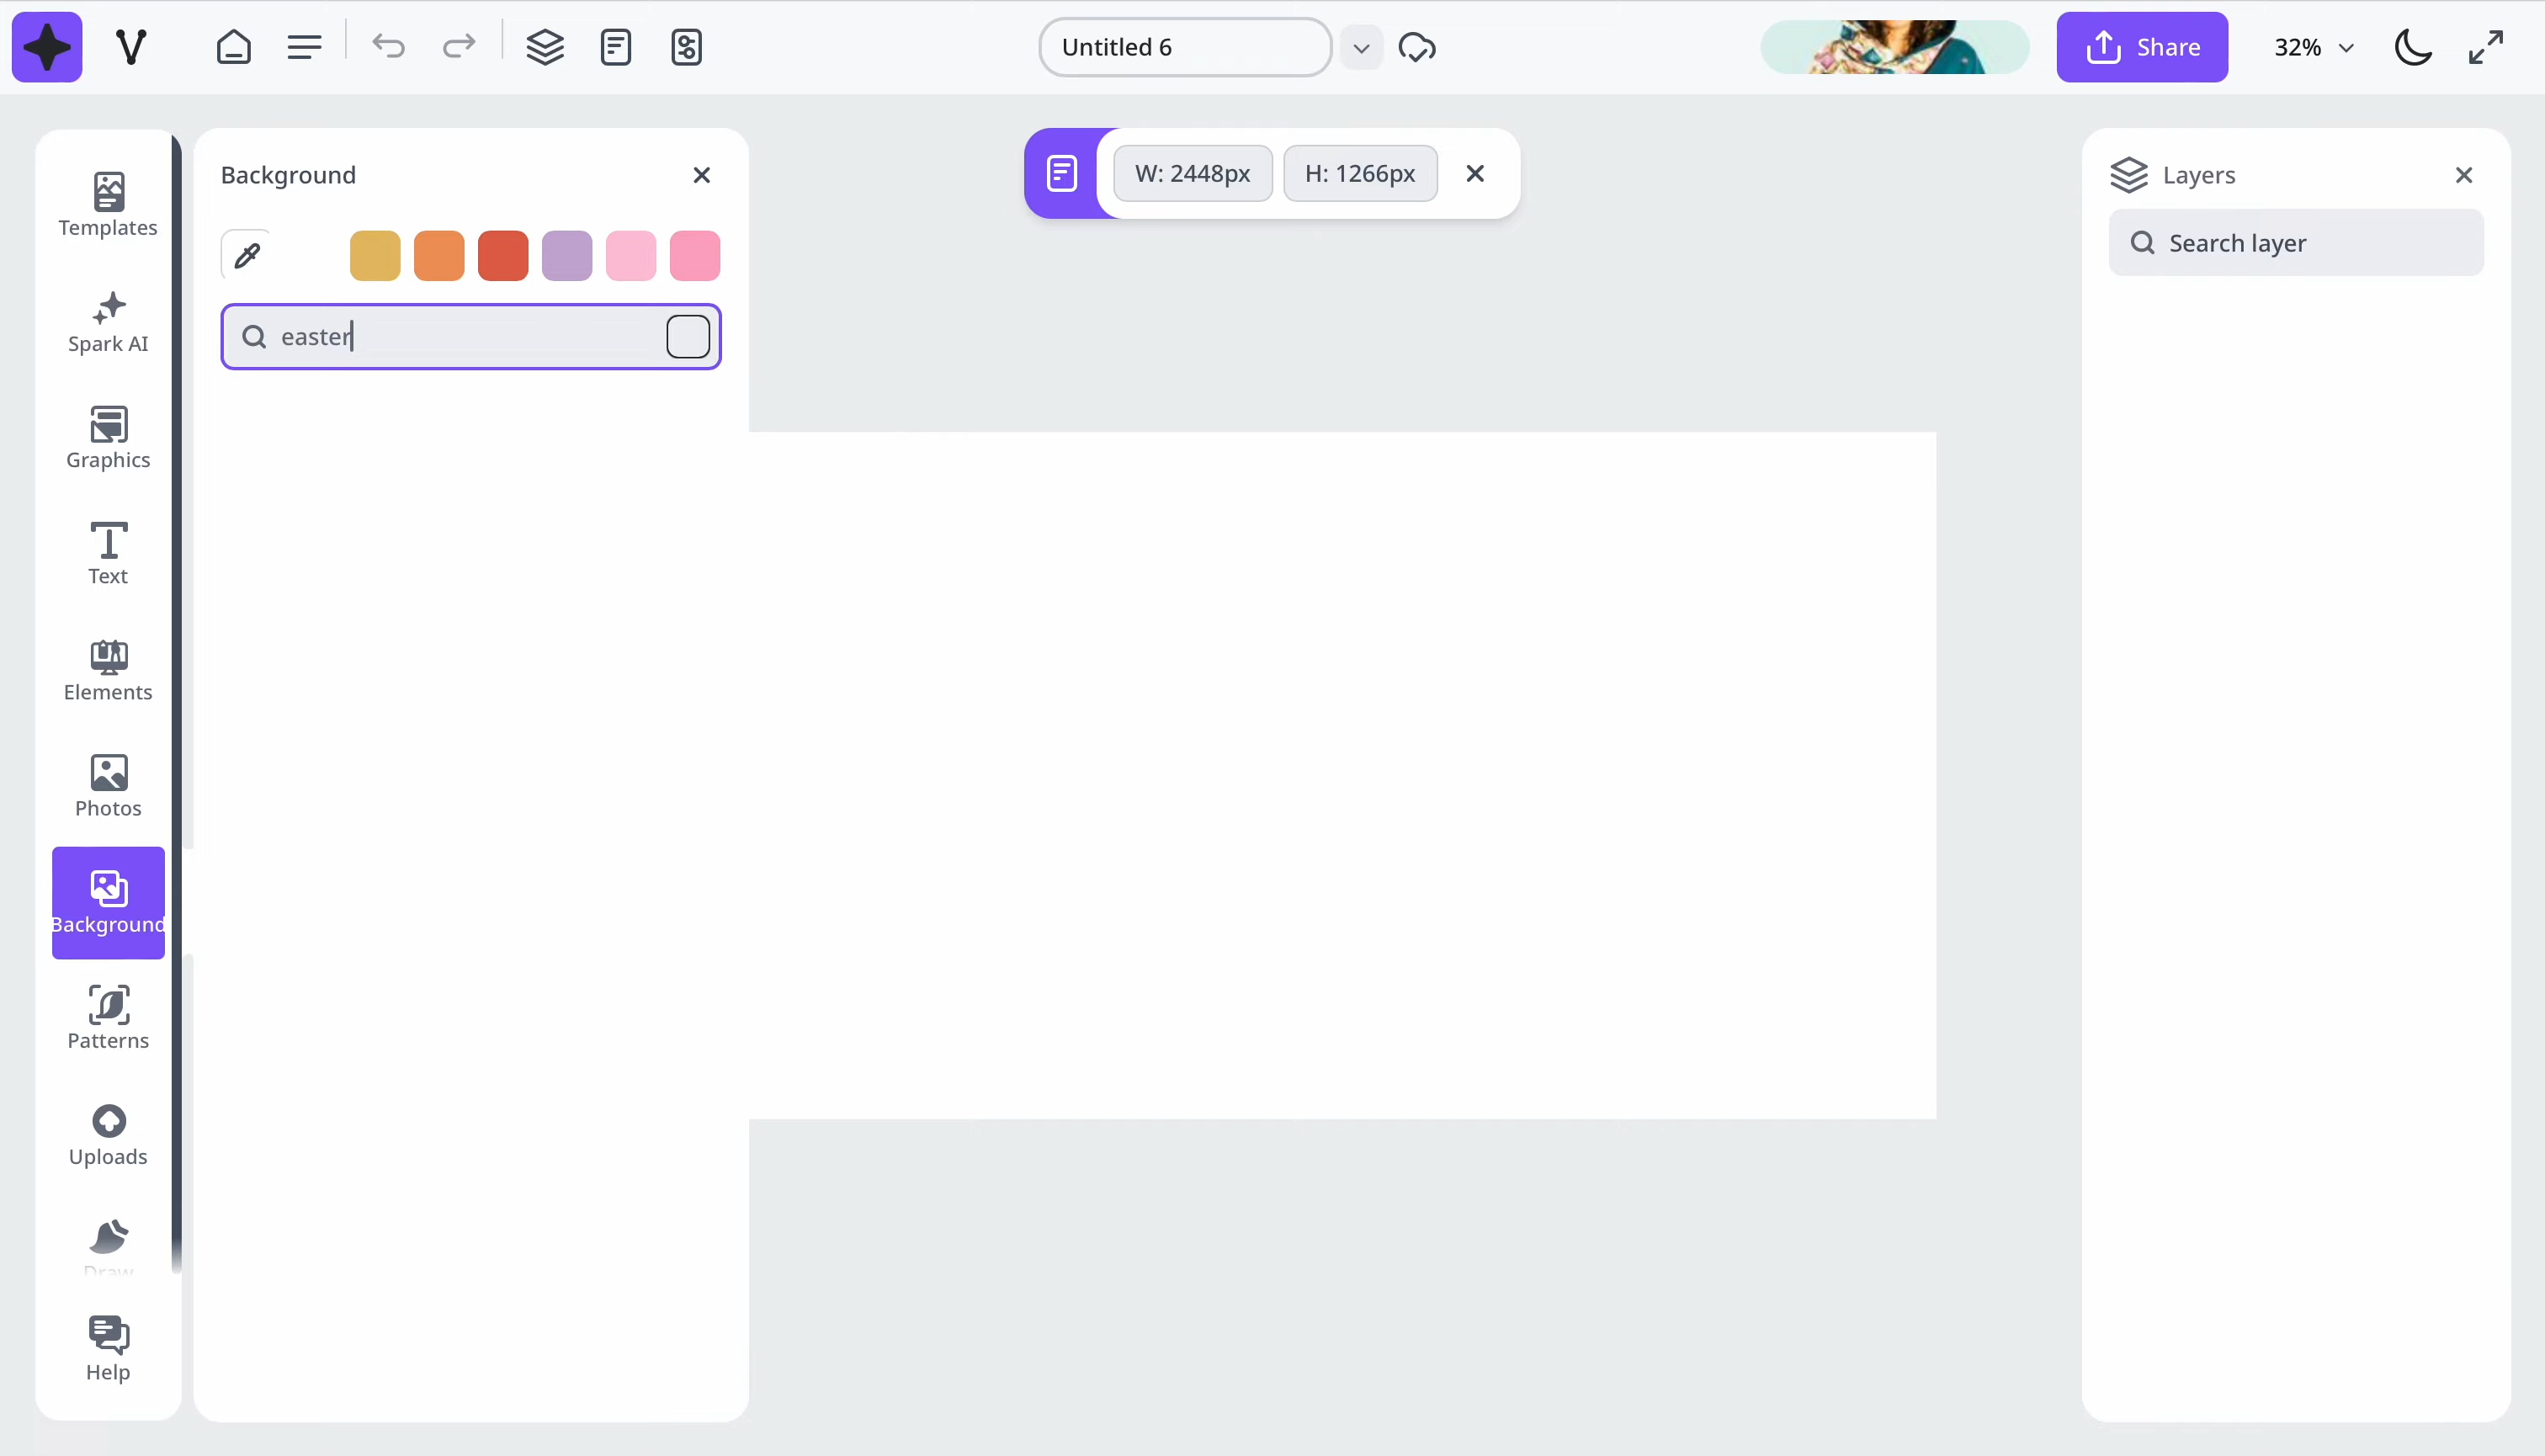 Untitled 6
Share
32%
Templates
Spark AI
Graphics
Text
Elements
Photos
Background
Patterns
Uploads
Draw
Help
Background
easter
W: 2448px
H: 1266px
Layers
Search layer